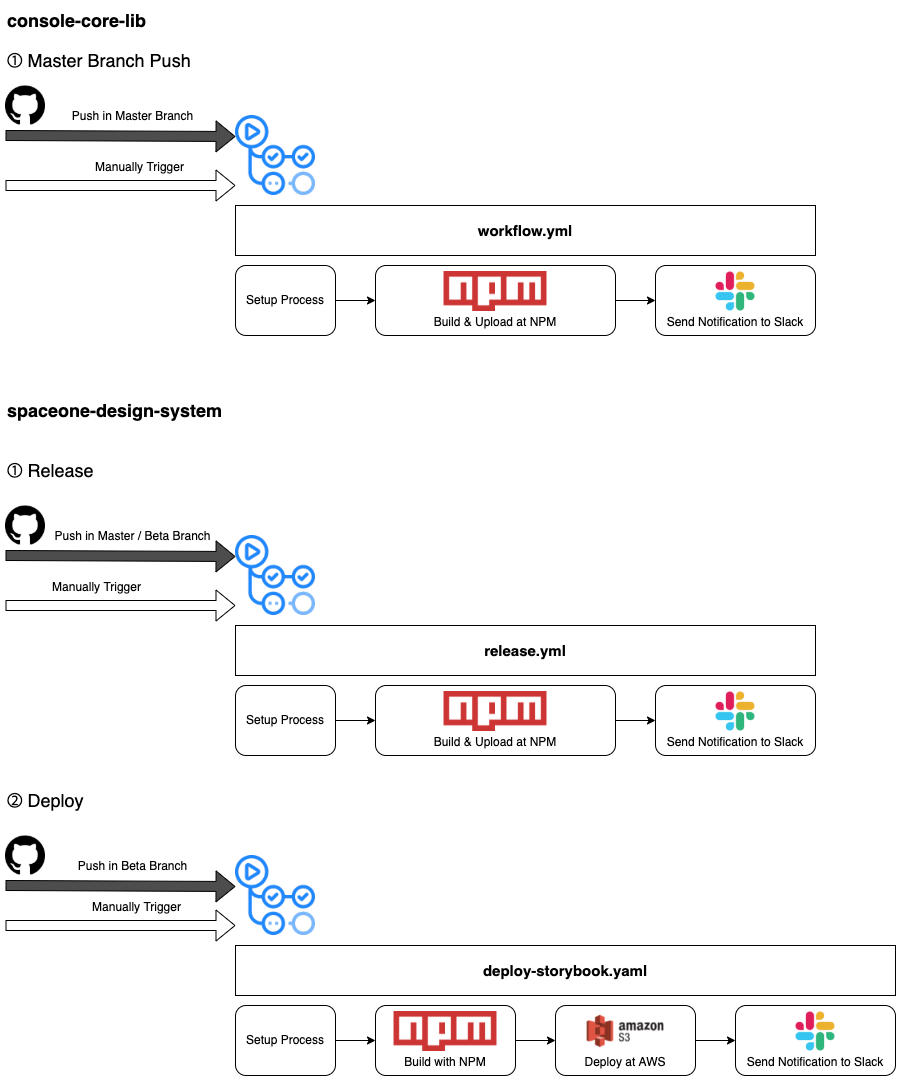 console-core-lib
① Master Branch Push
Push in Master Branch
Manually Trigger
workflow.yml
Setup Process
npm
Build & Upload at NPM
Send Notification to Slack
spaceone-design-system
① Release
Push in Master / Beta Branch
Manually Trigger
release.yml
Setup Process
npm
Build & Upload at NPM
Send Notification to Slack
② Deploy
Push in Beta Branch
Manually Trigger
deploy-storybook.yaml
Setup Process
npm
Build with NPM
amazon
S3
Deploy at AWS
Send Notification to Slack